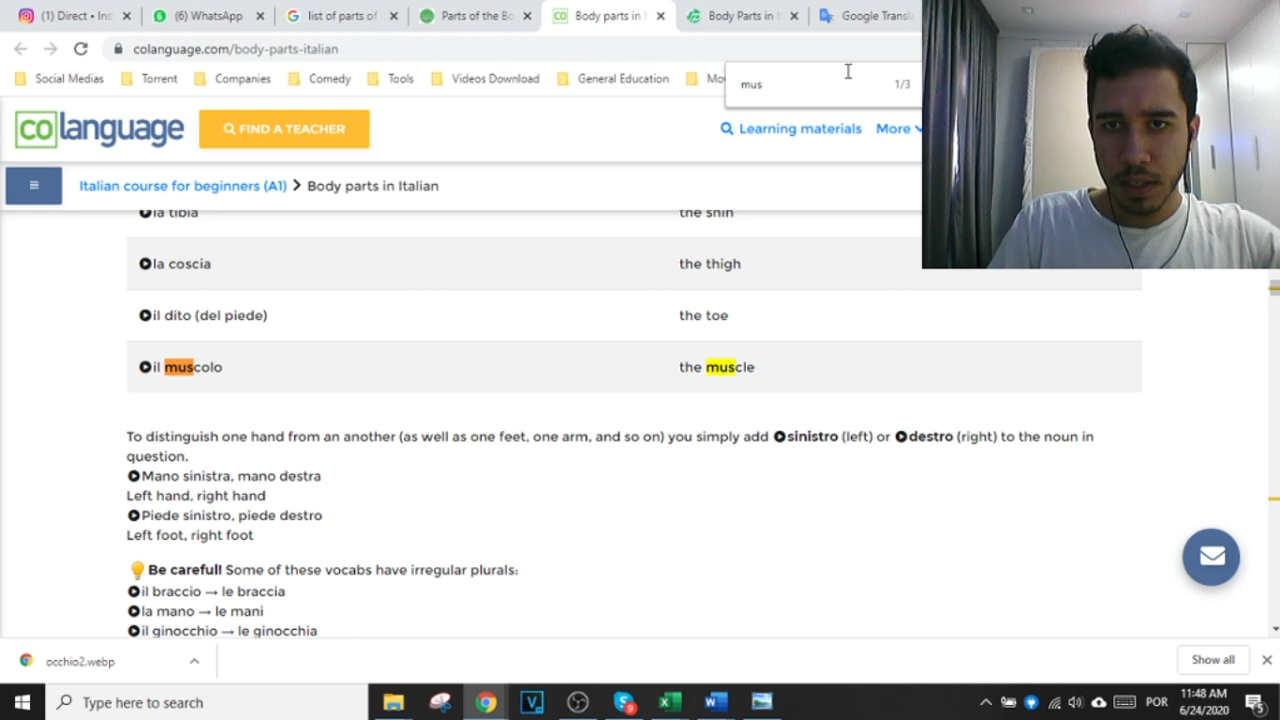 (1) Direct • Ins
(6) WhatsApp
list of parts of
Parts of the Bo
Body parts in I
Body Parts in I
Google Transla
colanguage.com/body-parts-italian
Social Medias
Torrent
Companies
Comedy
Tools
Videos Download
General Education
Mov
mus
1/3
colanguage
FIND A TEACHER
Learning materials
More
Italian course for beginners (A1) > Body parts in Italian
la tibia the shin
la coscia the thigh
il dito (del piede) the toe
il muscolo the muscle
To distinguish one hand from an another (as well as one feet, one arm, and so on) you simply add sinistro (left) or destro (right) to the noun in
question.
Mano sinistra, mano destra
Left hand, right hand
Piede sinistro, piede destro
Left foot, right foot
Be careful! Some of these vocabs have irregular plurals:
il braccio → le braccia
la mano → le mani
il ginocchio → le ginocchia
occhio2.webp
Show all
Type here to search
POR
11:48 AM
6/24/2020